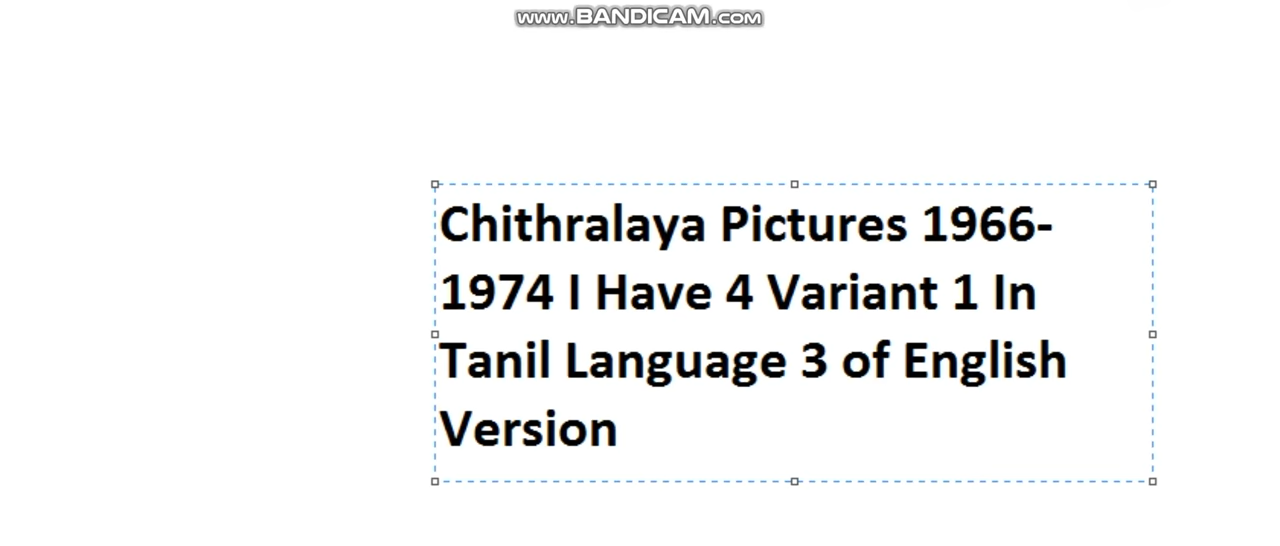 www.BANDICAM.com
Chithralaya Pictures 1966-
1974 I Have 4 Variant 1 In
Tanil Language 3 of English
Version